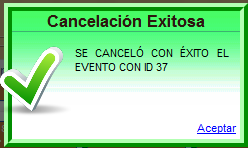 Cancelación Exitosa
SE CANCELÓ CON ÉXITO EL
EVENTO CON ID 37
Aceptar